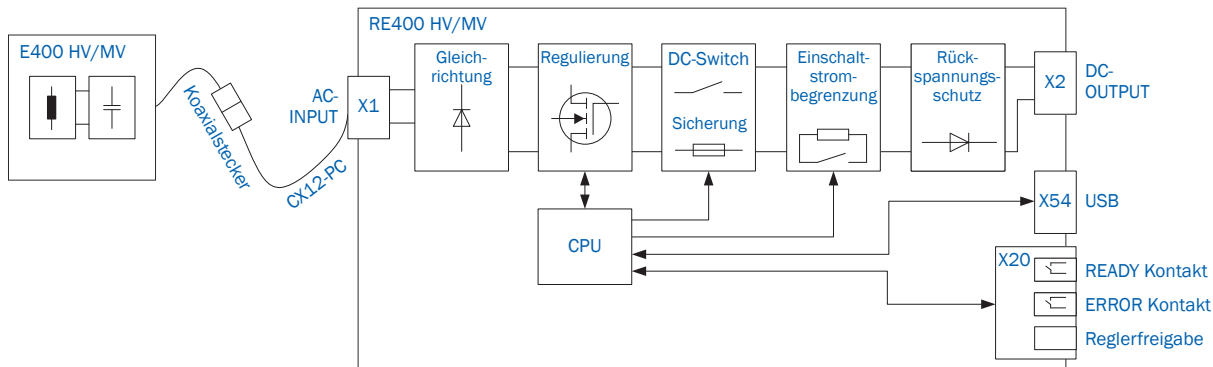 RE400 HV/MV
E400 HV/MV
Koaxialstecker
CX12-PC
AC-
INPUT
X1
Gleich-
richtung
Regulierung
DC-Switch
Sicherung
Einschalt-
strom-
begrenzung
Rück-
spannungs-
schutz
X2
DC-
OUTPUT
CPU
X54
USB
X20
READY Kontakt
ERROR Kontakt
Reglerfreigabe